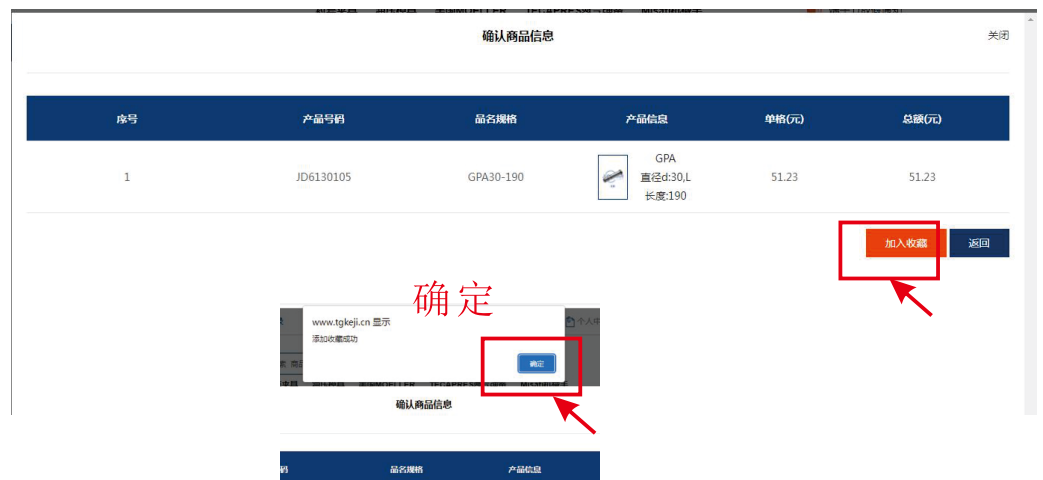 确认商品信息
关闭
序号 产品号码 品名规格 产品信息 单格(元) 总额(元)
GPA
1 JD6130105 GPA30-190 直径d:30,L 51.23 51.23
长度:190
加入收藏 返回
确定
www.tgkeji.cn 显示
添加收藏成功
确定
确认商品信息
品名规格 产品信息